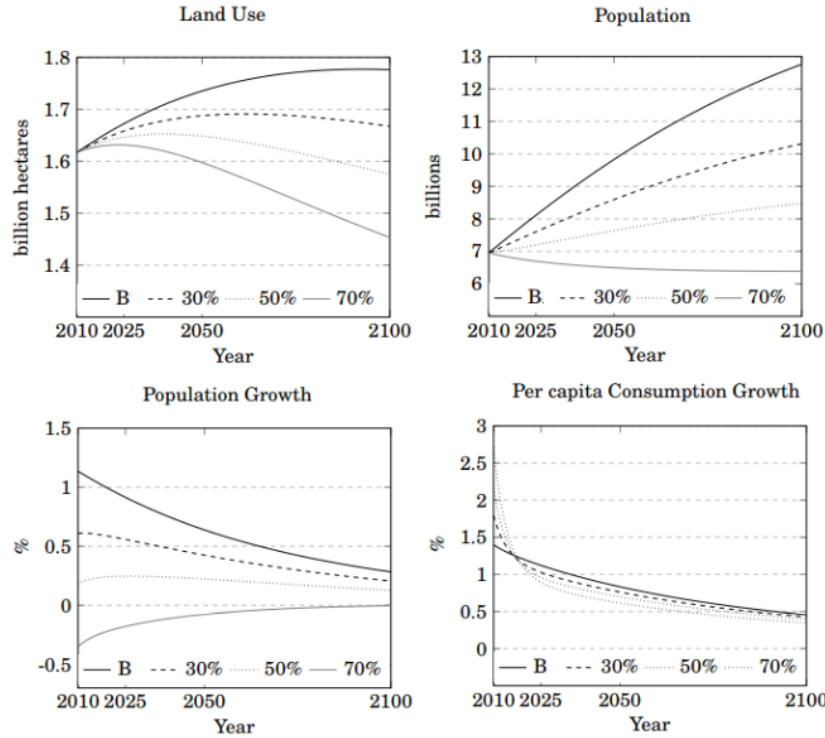 Land Use
1.8
1.7
1.6
1.5
1.4
billion hectares
B 30% 50% 70%
2010 2025 2050 2100
Year
Population
13
12
11
10
9
8
7
6
billions
B 30% 50% 70%
2010 2025 2050 2100
Year
Population Growth
1.5
1
0.5
0
-0.5
%
B 30% 50% 70%
2010 2025 2050 2100
Year
Per capita Consumption Growth
3
2.5
2
1.5
1
0.5
0
%
B 30% 50% 70%
2010 2025 2050 2100
Year